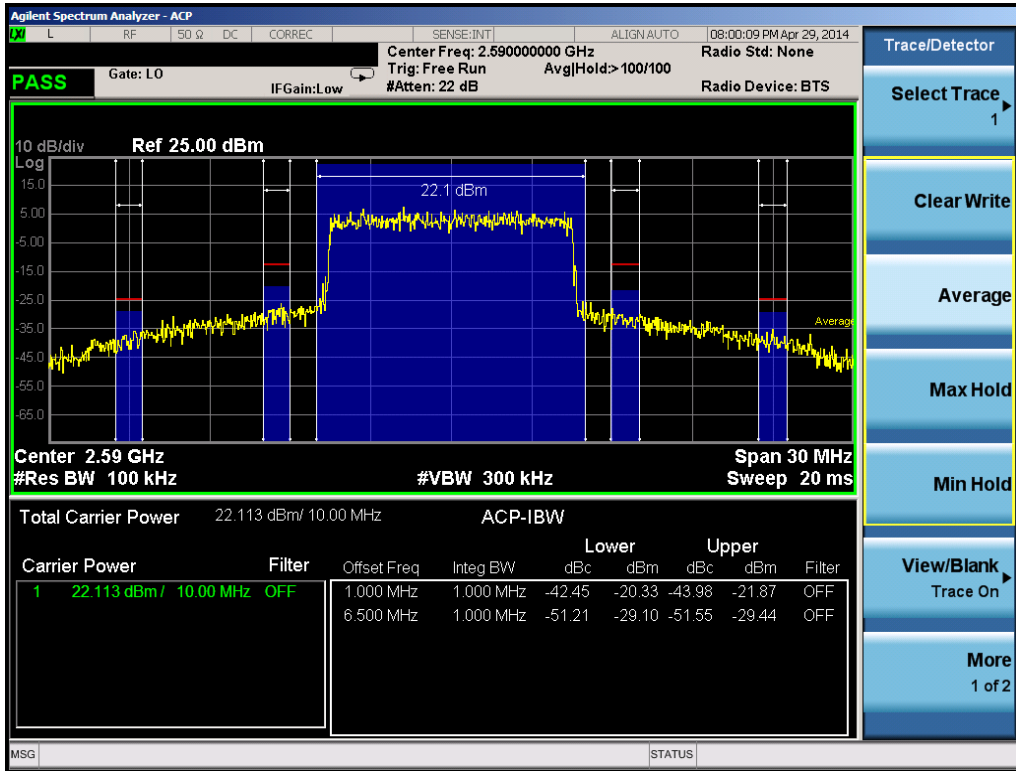 Agilent Spectrum Analyzer - ACP
LXI L RF 50 Ω DC CORREC SENSE:INT ALIGN AUTO 08:00:09 PM Apr 29, 2014
Center Freq: 2.590000000 GHz Radio Std: None
PASS Gate: LO Trig: Free Run Avg|Hold:> 100/100
IFGain:Low #Atten: 22 dB Radio Device: BTS
10 dB/div Ref 25.00 dBm
Log
15.0
22.1 dBm
5.00
-5.00
-15.0
-25.0
Average
-35.0
-45.0
-55.0
-65.0
Center 2.59 GHz Span 30 MHz
#Res BW 100 kHz #VBW 300 kHz Sweep 20 ms
Total Carrier Power 22.113 dBm/ 10.00 MHz ACP-IBW
Lower Upper
Carrier Power Filter Offset Freq Integ BW dBc dBm dBc dBm Filter
1 22.113 dBm / 10.00 MHz OFF 1.000 MHz 1.000 MHz -42.45 -20.33 -43.98 -21.87 OFF
6.500 MHz 1.000 MHz -51.21 -29.10 -51.55 -29.44 OFF
MSG STATUS
Trace/Detector
Select Trace
1
Clear Write
Average
Max Hold
Min Hold
View/Blank
Trace On
More
1 of 2